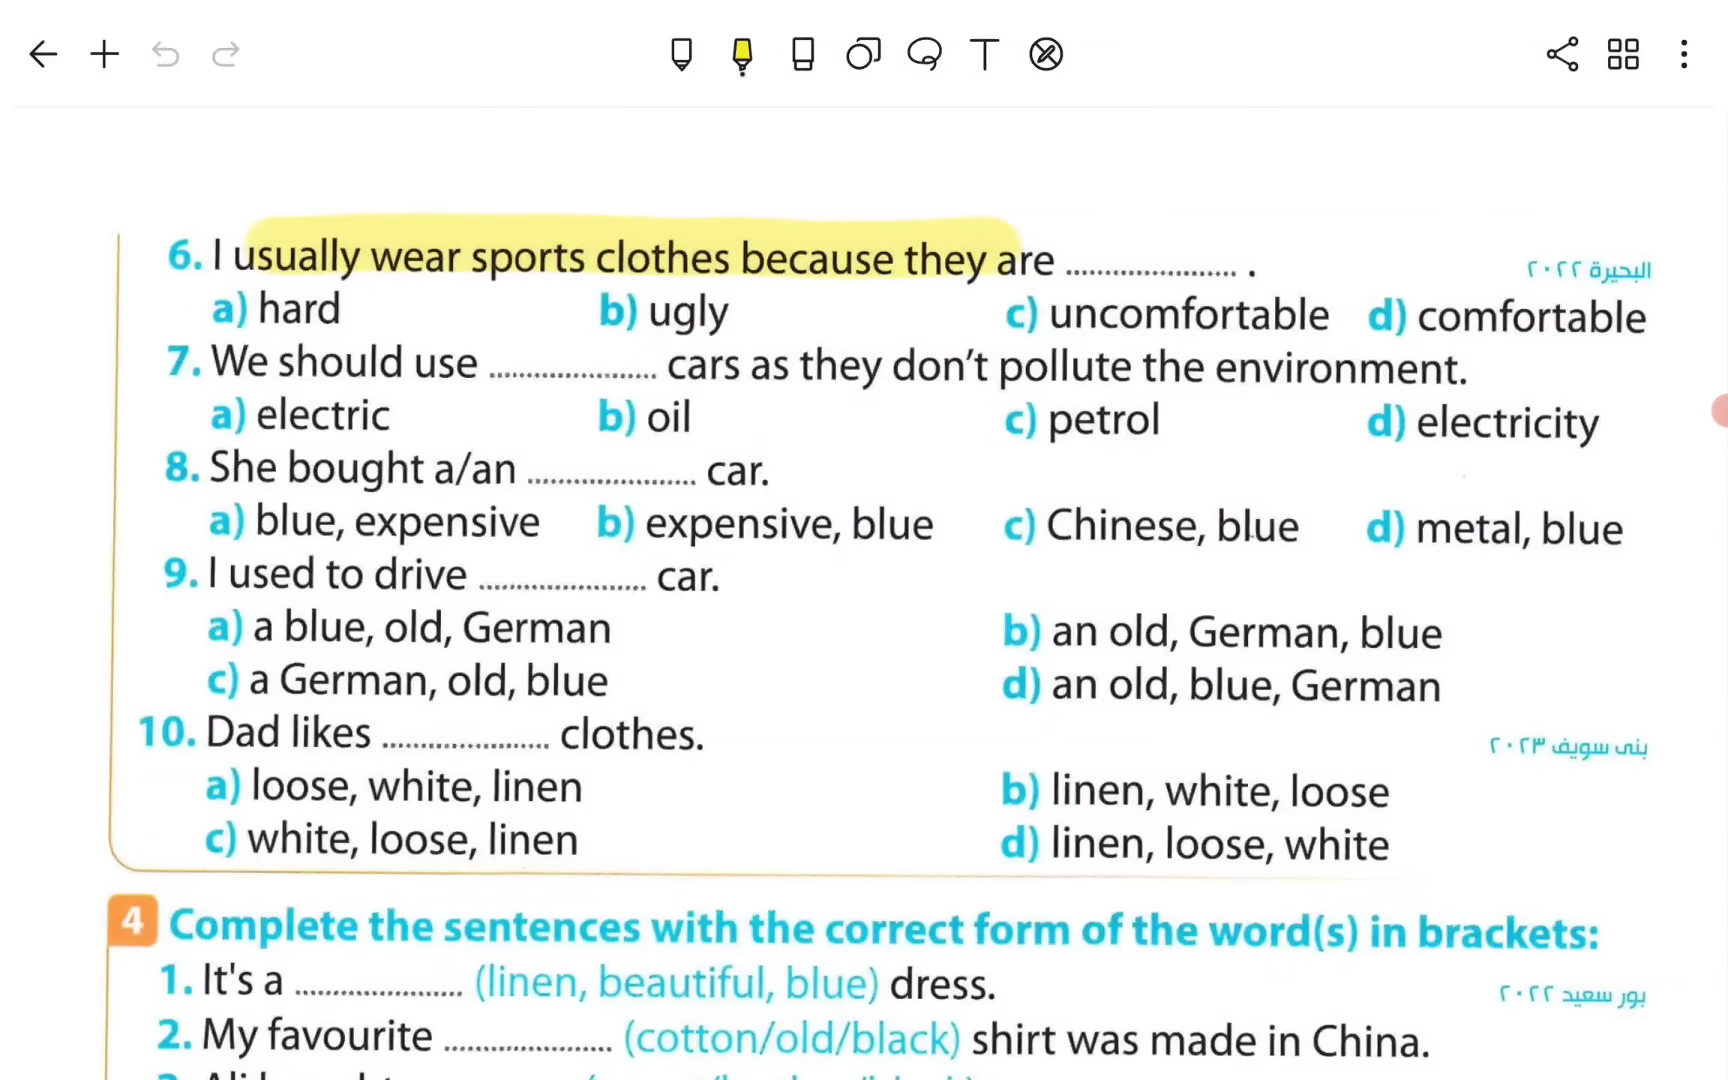 6. I usually wear sports clothes because they are ...................... . البحيرة ٢٠٢٢
a) hard b) ugly c) uncomfortable d) comfortable
7. We should use ...................... cars as they don't pollute the environment.
a) electric b) oil c) petrol d) electricity
8. She bought a/an ...................... car.
a) blue, expensive b) expensive, blue c) Chinese, blue d) metal, blue
9. I used to drive ...................... car.
a) a blue, old, German b) an old, German, blue
c) a German, old, blue d) an old, blue, German
10. Dad likes ...................... clothes. بنى سويف ٢٠٢٣
a) loose, white, linen b) linen, white, loose
c) white, loose, linen d) linen, loose, white
4 Complete the sentences with the correct form of the word(s) in brackets:
1. It's a ...................... (linen, beautiful, blue) dress. بور سعيد ٢٠٢٢
2. My favourite ...................... (cotton/old/black) shirt was made in China.